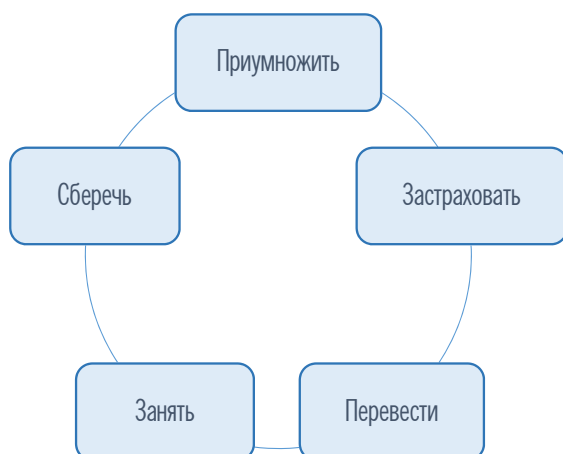 Приумножить
Сберечь
Застраховать
Занять
Перевести